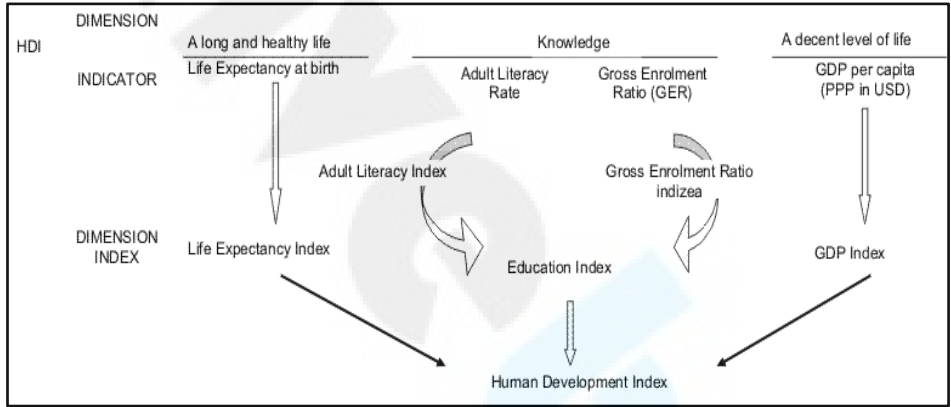 DIMENSION
HDI
A long and healthy life
Knowledge
A decent level of life
INDICATOR
Life Expectancy at birth
Adult Literacy
Rate
Gross Enrolment
Ratio (GER)
GDP per capita
(PPP in USD)
Adult Literacy Index
Gross Enrolment Ratio
indizea
DIMENSION
INDEX
Life Expectancy Index
Education Index
GDP Index
Human Development Index